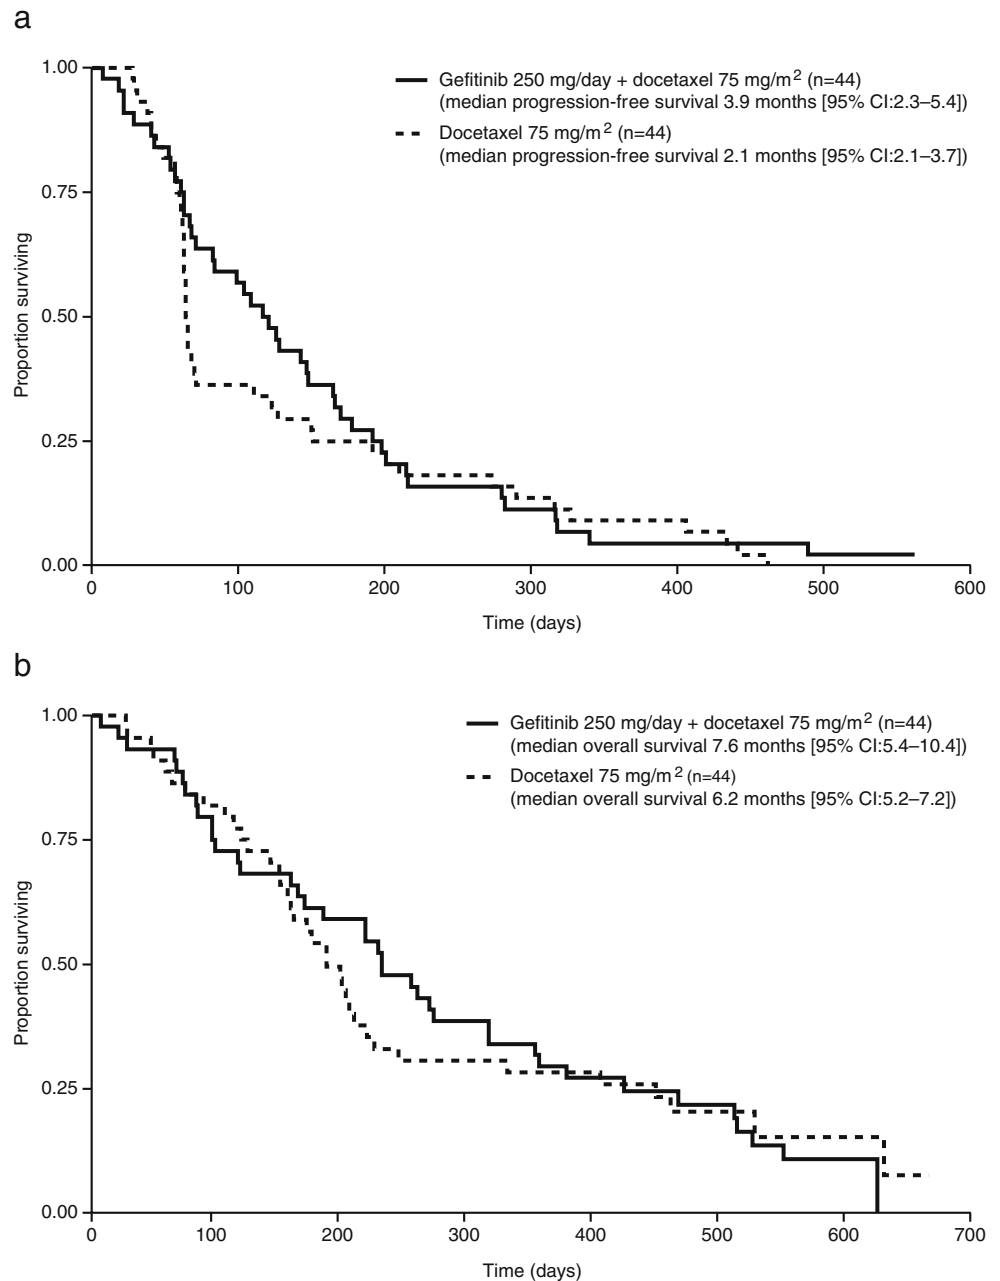 a
1.00
0.75
0.50
0.25
0.00
Proportion surviving
Gefitinib 250 mg/day + docetaxel 75 mg/m2 (n=44)
(median progression-free survival 3.9 months [95% CI:2.3–5.4])
Docetaxel 75 mg/m2 (n=44)
(median progression-free survival 2.1 months [95% CI:2.1–3.7])
0 100 200 300 400 500 600
Time (days)
b
1.00
0.75
0.50
0.25
0.00
Proportion surviving
Gefitinib 250 mg/day + docetaxel 75 mg/m2 (n=44)
(median overall survival 7.6 months [95% CI:5.4–10.4])
Docetaxel 75 mg/m2 (n=44)
(median overall survival 6.2 months [95% CI:5.2–7.2])
0 100 200 300 400 500 600 700
Time (days)